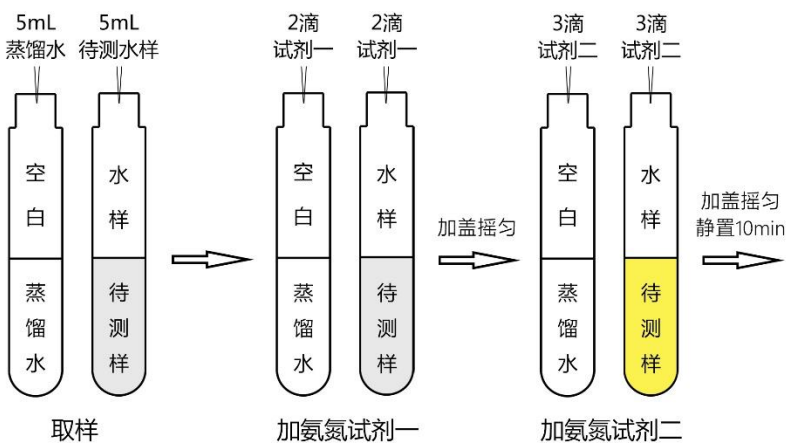 5mL
蒸馏水
5mL
待测水样
空白
蒸馏水
水样
待测样
取样
2滴
试剂一
2滴
试剂一
空白
蒸馏水
水样
待测样
加氨氮试剂一
加盖摇匀
3滴
试剂二
3滴
试剂二
空白
蒸馏水
水样
待测样
加氨氮试剂二
加盖摇匀
静置10min